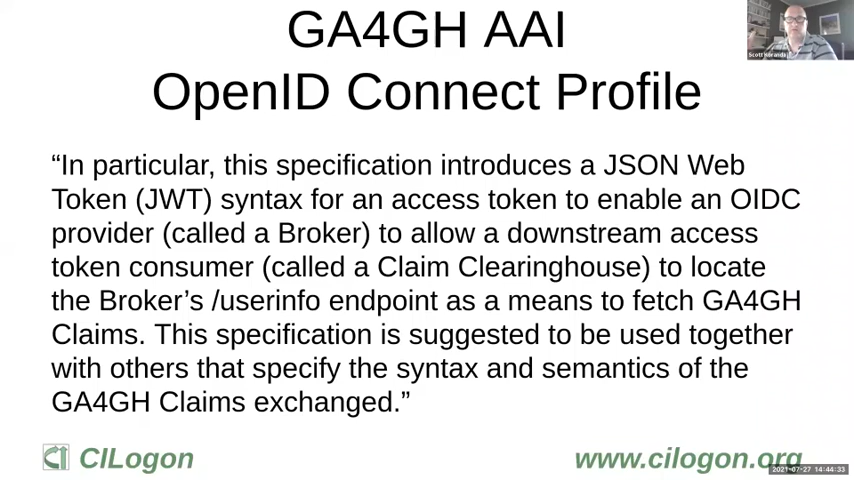 GA4GH AAI
OpenID Connect Profile
“In particular, this specification introduces a JSON Web
Token (JWT) syntax for an access token to enable an OIDC
provider (called a Broker) to allow a downstream access
token consumer (called a Claim Clearinghouse) to locate
the Broker’s /userinfo endpoint as a means to fetch GA4GH
Claims. This specification is suggested to be used together
with others that specify the syntax and semantics of the
GA4GH Claims exchanged.”
CILogon
www.cilogon.org
2021-07-27 14:44:33
Scott